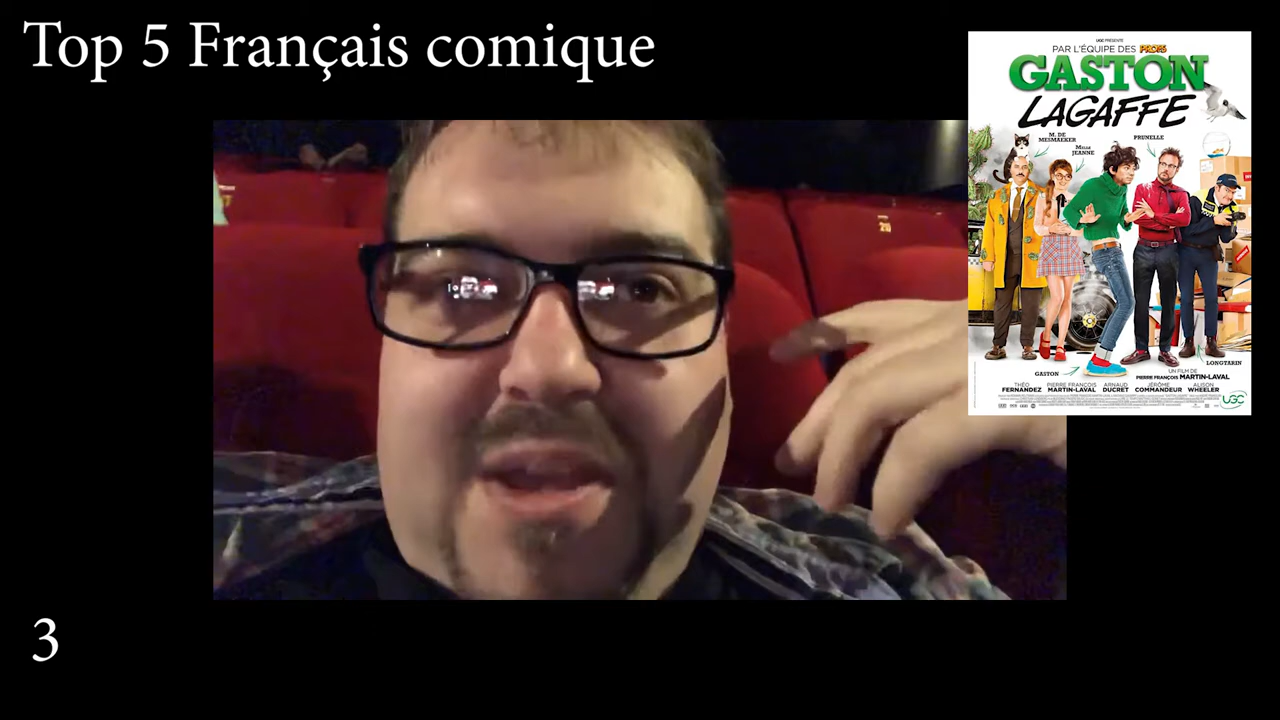 Top 5 Français comique
UGC PRÉSENTE
PAR L'ÉQUIPE DES PROFS
GASTON
LAGAFFE
M. DE
MESMAEKER
MELLE
JEANNE
PRUNELLE
20
GASTON
LONGTARIN
UN FILM DE
PIERRE FRANÇOIS MARTIN-LAVAL
THÉO
FERNANDEZ
PIERRE FRANÇOIS
MARTIN-LAVAL
ARNAUD
DUCRET
JÉRÔME
COMMANDEUR
ALISON
WHEELER
UGC
3